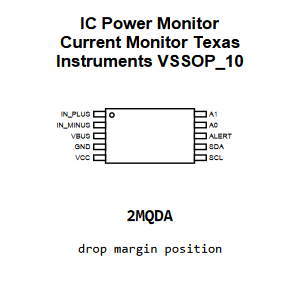 IC Power Monitor
Current Monitor Texas
Instruments VSSOP_10
IN_PLUS
IN_MINUS
VBUS
GND
VCC
A1
A0
ALERT
SDA
SCL
2MQDA
drop margin position